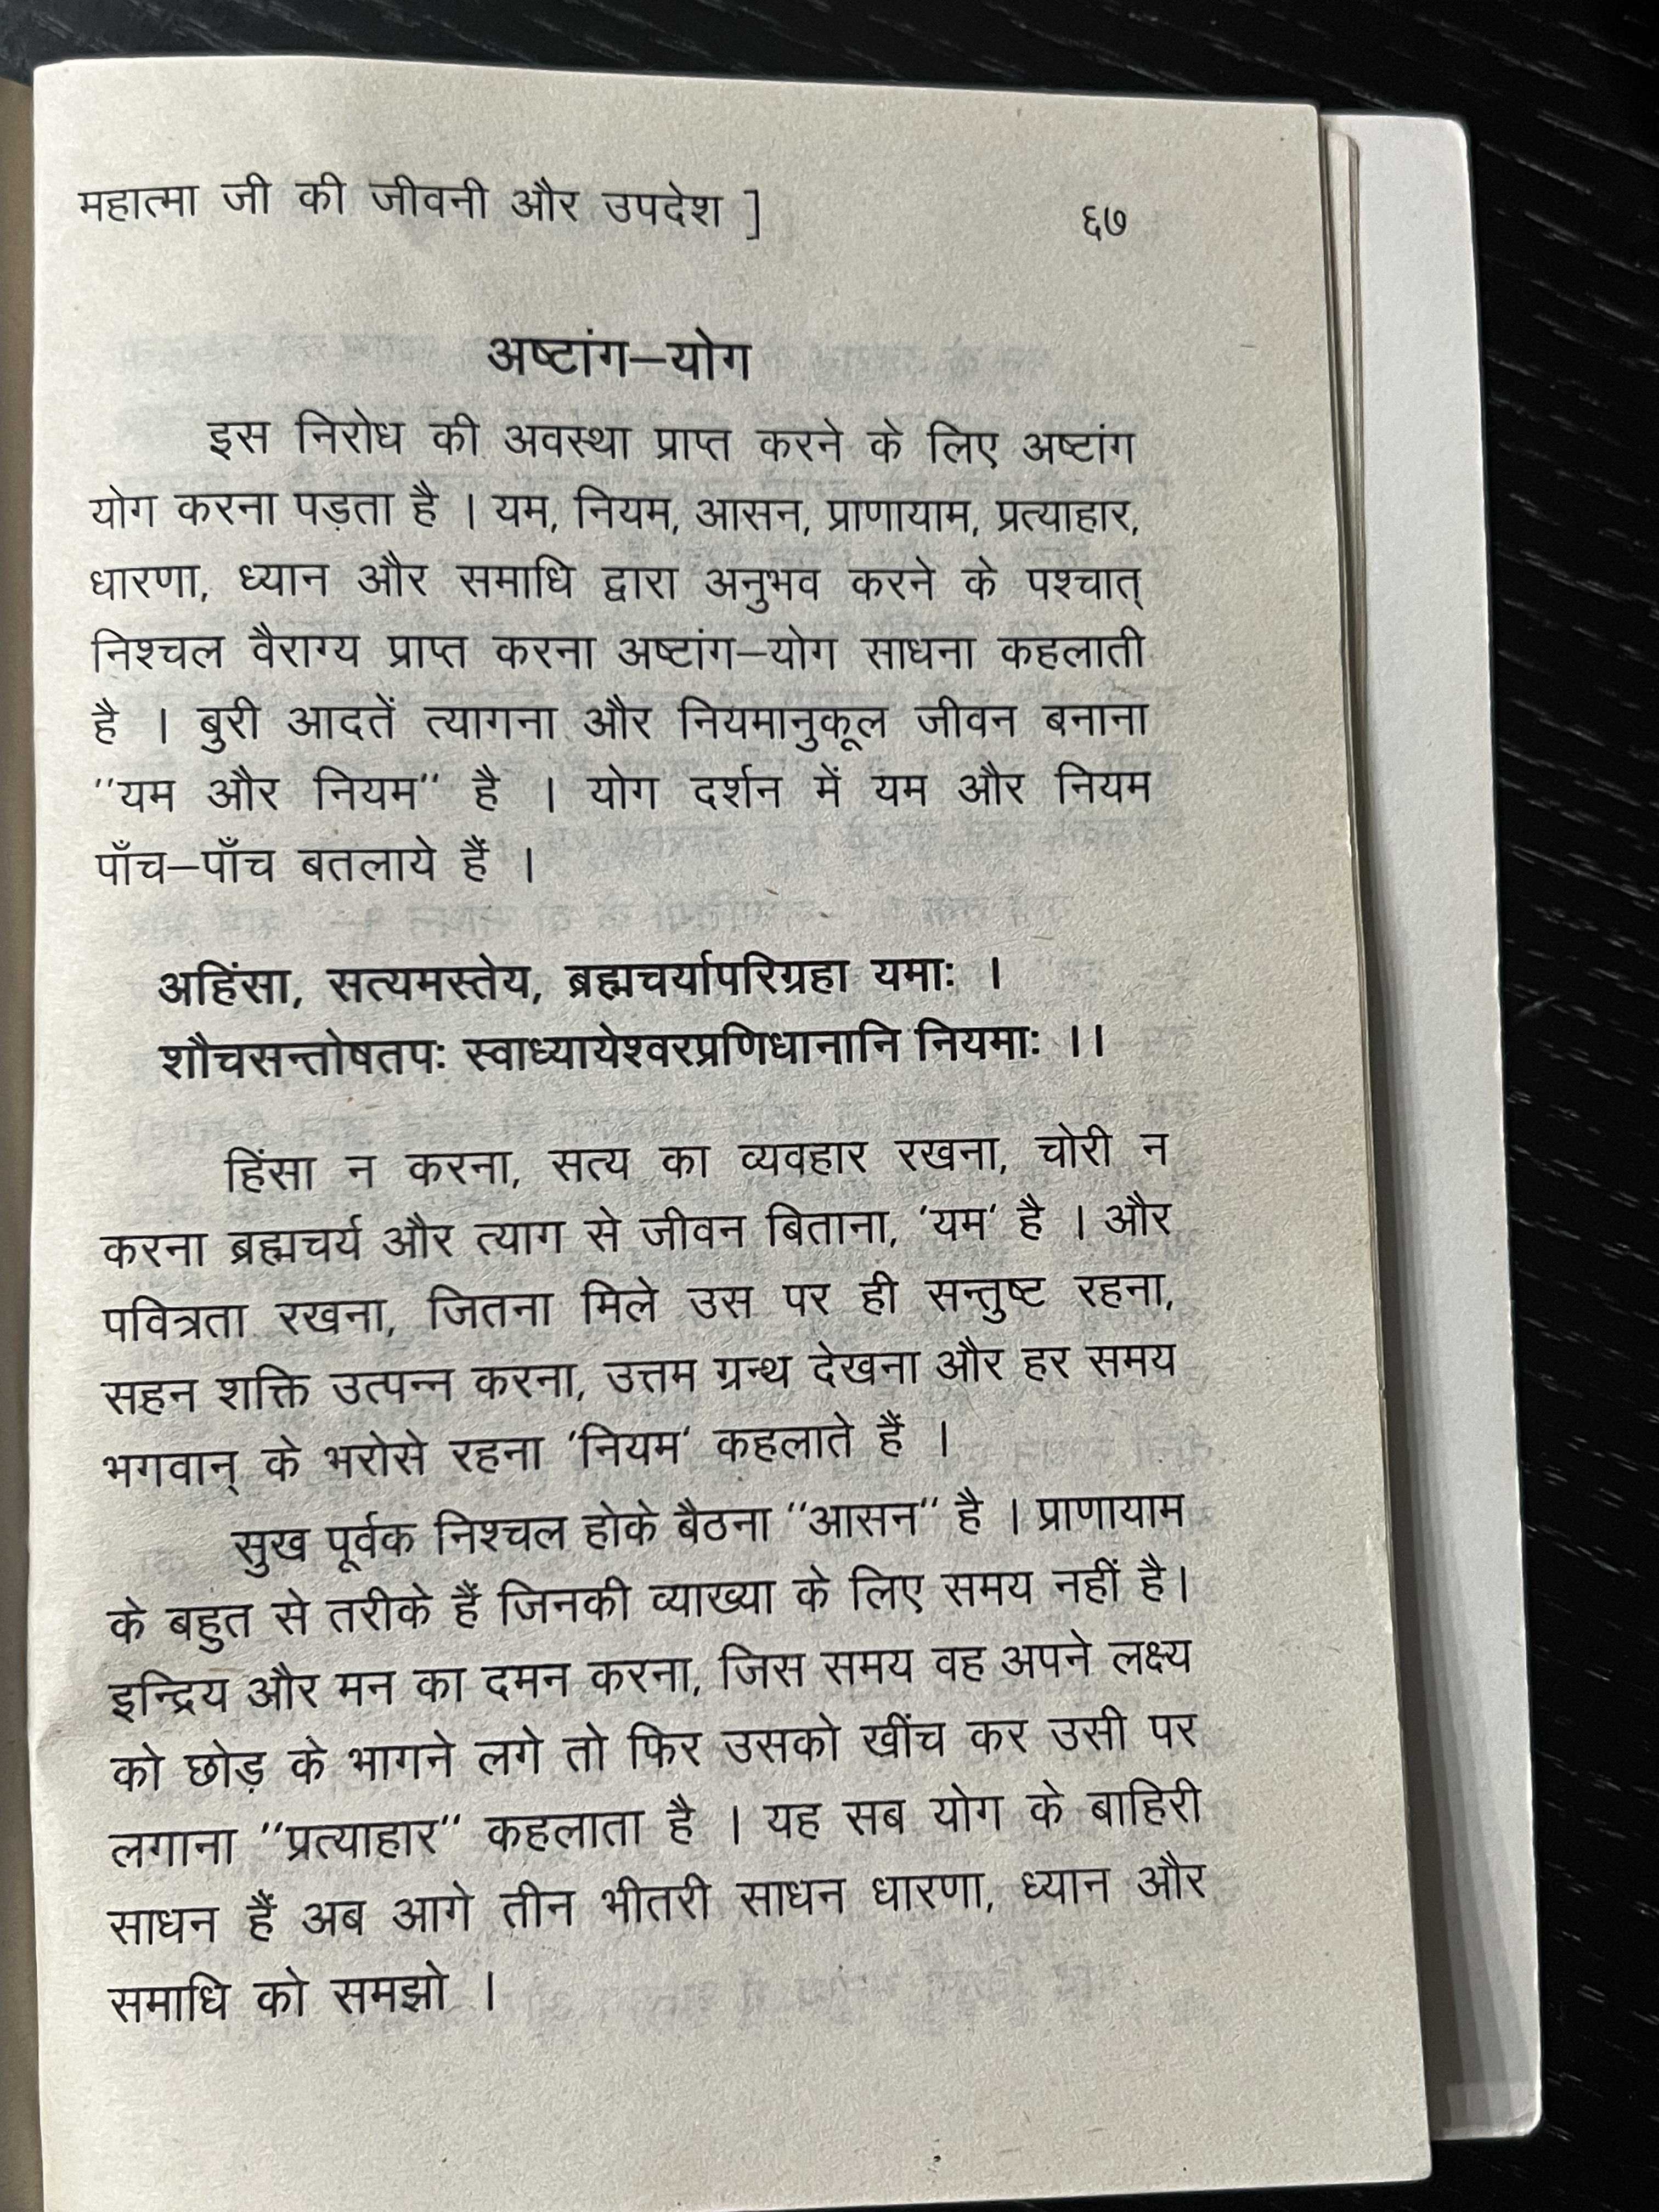 महात्मा जी की जीवनी और उपदेश ] ६७
अष्टांग–योग
इस निरोध की अवस्था प्राप्त करने के लिए अष्टांग
योग करना पड़ता है । यम, नियम, आसन, प्राणायाम, प्रत्याहार,
धारणा, ध्यान और समाधि द्वारा अनुभव करने के पश्चात्
निश्चल वैराग्य प्राप्त करना अष्टांग–योग साधना कहलाती
है । बुरी आदतें त्यागना और नियमानुकूल जीवन बनाना
"यम और नियम" है । योग दर्शन में यम और नियम
पाँच–पाँच बतलाये हैं ।
अहिंसा, सत्यमस्तेय, ब्रह्मचर्यापरिग्रहा यमाः ।
शौचसन्तोषतपः स्वाध्यायेश्वरप्रणिधानानि नियमाः ।।
हिंसा न करना, सत्य का व्यवहार रखना, चोरी न
करना ब्रह्मचर्य और त्याग से जीवन बिताना, 'यम' है । और
पवित्रता रखना, जितना मिले उस पर ही सन्तुष्ट रहना,
सहन शक्ति उत्पन्न करना, उत्तम ग्रन्थ देखना और हर समय
भगवान् के भरोसे रहना 'नियम' कहलाते हैं ।
सुख पूर्वक निश्चल होके बैठना "आसन" है । प्राणायाम
के बहुत से तरीके हैं जिनकी व्याख्या के लिए समय नहीं है।
इन्द्रिय और मन का दमन करना, जिस समय वह अपने लक्ष्य
को छोड़ के भागने लगे तो फिर उसको खींच कर उसी पर
लगाना "प्रत्याहार" कहलाता है । यह सब योग के बाहिरी
साधन हैं अब आगे तीन भीतरी साधन धारणा, ध्यान और
समाधि को समझो ।